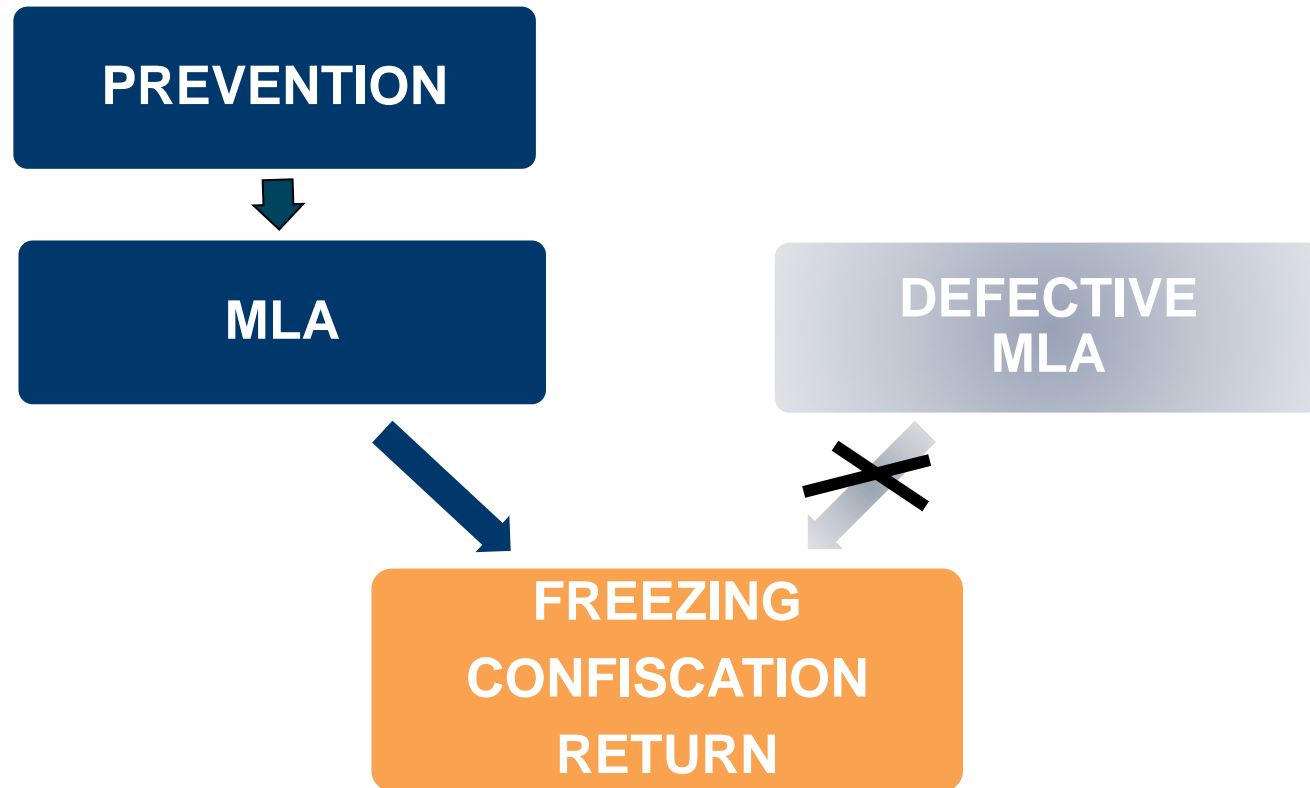 PREVENTION
MLA
DEFECTIVE
MLA
FREEZING
CONFISCATION
RETURN